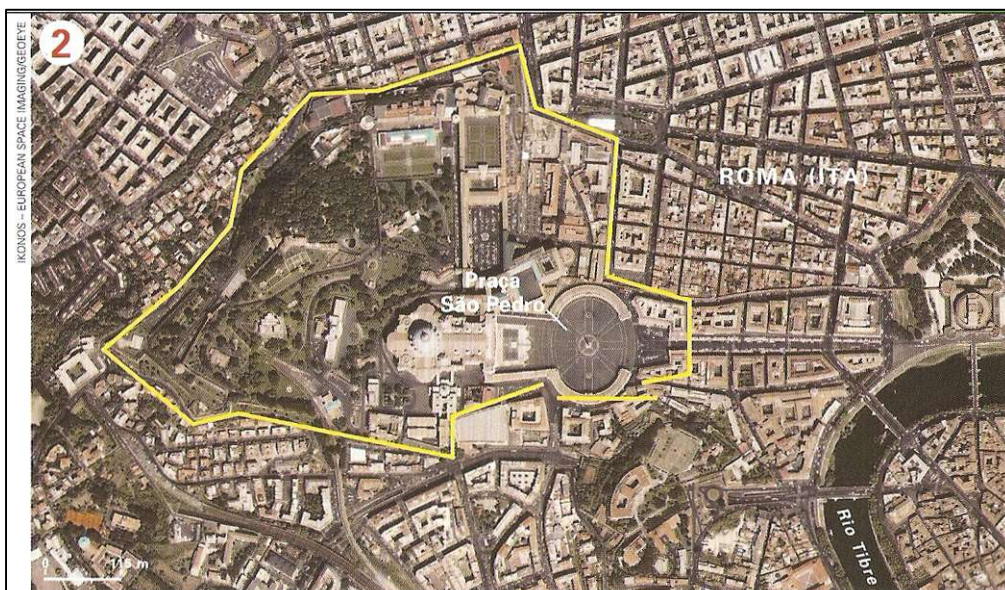 2
IKONOS – EUROPEAN SPACE IMAGING/GEOEYE
ROMA (ITA)
Praça
São Pedro
Rio Tibre
0 115 m